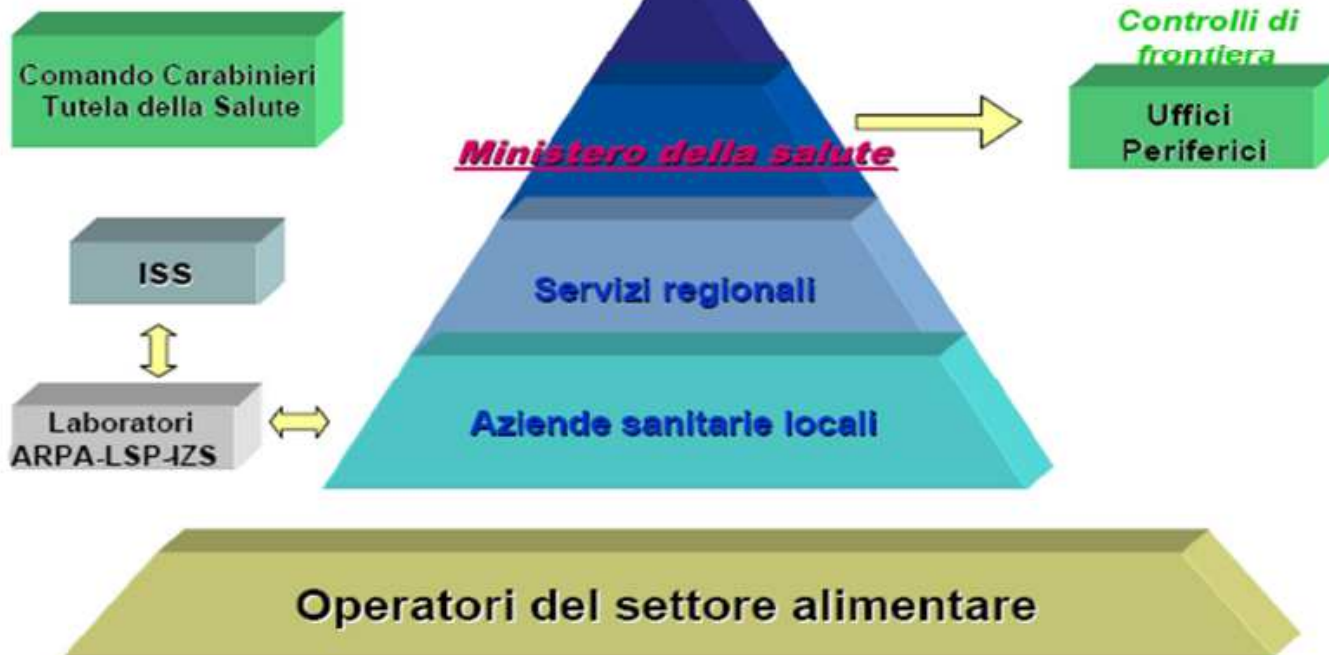 Comando Carabinieri
Tutela della Salute
Controlli di
frontiera
Uffici
Periferici
Ministero della salute
ISS
Servizi regionali
Laboratori
ARPA-LSP-IZS
Aziende sanitarie locali
Operatori del settore alimentare